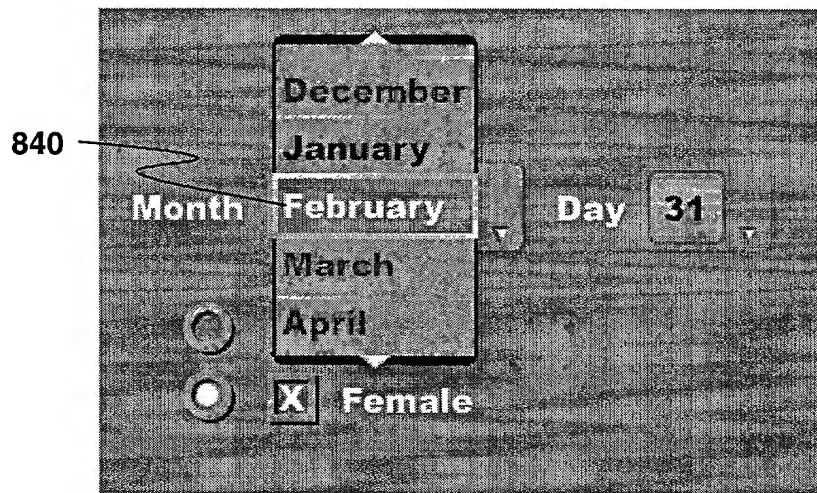 December
840
January
Month February Day 31
March
April
X Female